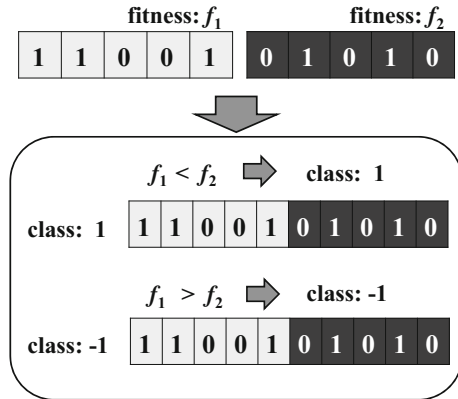 fitness: f1 fitness: f2
1 1 0 0 1 0 1 0 1 0
f1 < f2 class: 1
class: 1 1 1 0 0 1 0 1 0 1 0
f1 > f2 class: -1
class: -1 1 1 0 0 1 0 1 0 1 0